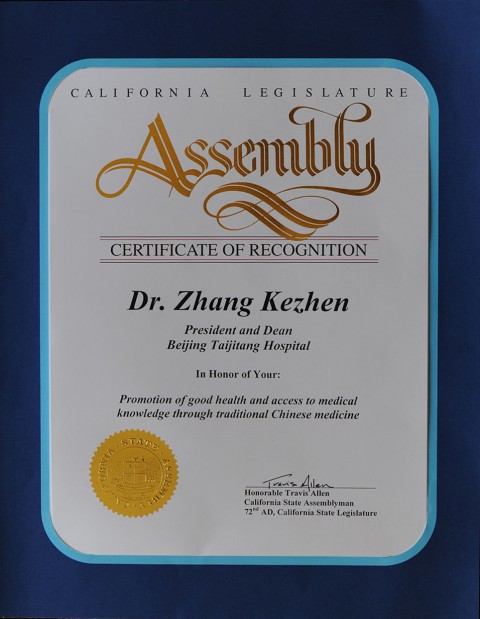 CALIFORNIA LEGISLATURE
Assembly
CERTIFICATE OF RECOGNITION
Dr. Zhang Kezhen
President and Dean
Beijing Taijitang Hospital
In Honor of Your:
Promotion of good health and access to medical
knowledge through traditional Chinese medicine
Travis Allen
Honorable Travis Allen
California State Assemblyman
72nd AD, California State Legislature